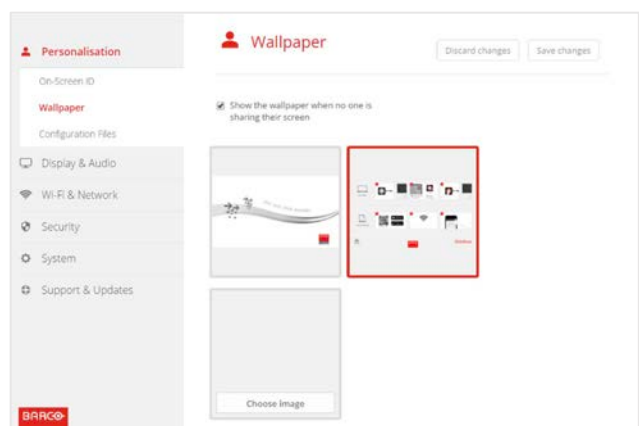 Personalisation
On-Screen ID
Wallpaper
Configuration Files
Display & Audio
Wi-Fi & Network
Security
System
Support & Updates
BARCO
Wallpaper
Discard changes
Save changes
Show the wallpaper when no one is
sharing their screen
Choose image